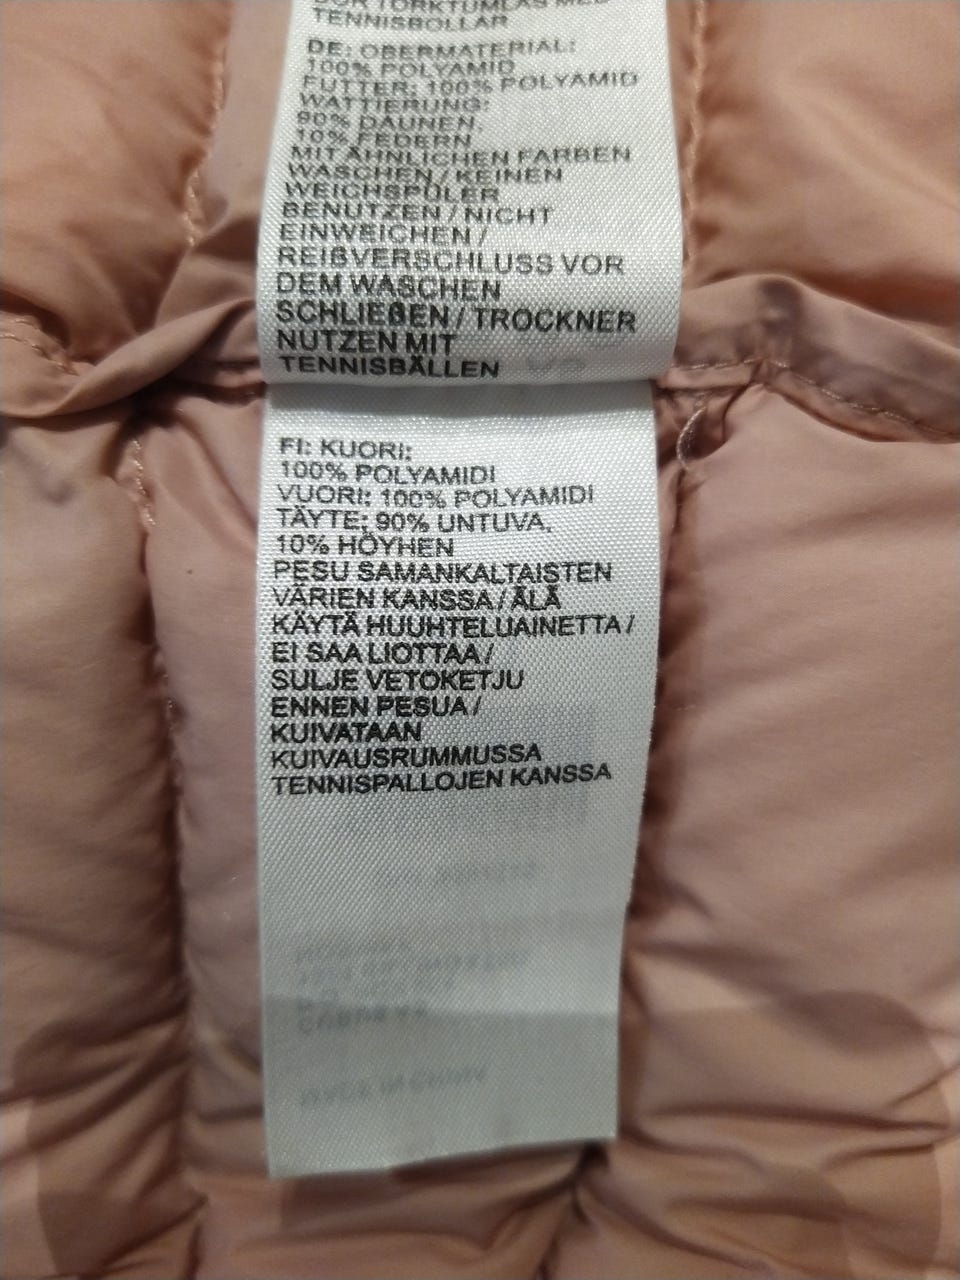 BÖR TORKTUMLAS MED
TENNISBOLLAR
DE: OBERMATERIAL:
100% POLYAMID
FUTTER: 100% POLYAMID
WATTIERUNG:
90% DAUNEN,
10% FEDERN
MIT ÄHNLICHEN FARBEN
WASCHEN / KEINEN
WEICHSPÜLER
BENUTZEN / NICHT
EINWEICHEN /
REIßVERSCHLUSS VOR
DEM WASCHEN
SCHLIEßEN / TROCKNER
NUTZEN MIT
TENNISBÄLLEN
FI: KUORI:
100% POLYAMIDI
VUORI: 100% POLYAMIDI
TÄYTE: 90% UNTUVA,
10% HÖYHEN
PESU SAMANKALTAISTEN
VÄRIEN KANSSA / ÄLÄ
KÄYTÄ HUUHTELUAINETTA /
EI SAA LIOTTAA /
SULJE VETOKETJU
ENNEN PESUA /
KUIVATAAN
KUIVAUSRUMMUSSA
TENNISPALLOJEN KANSSA